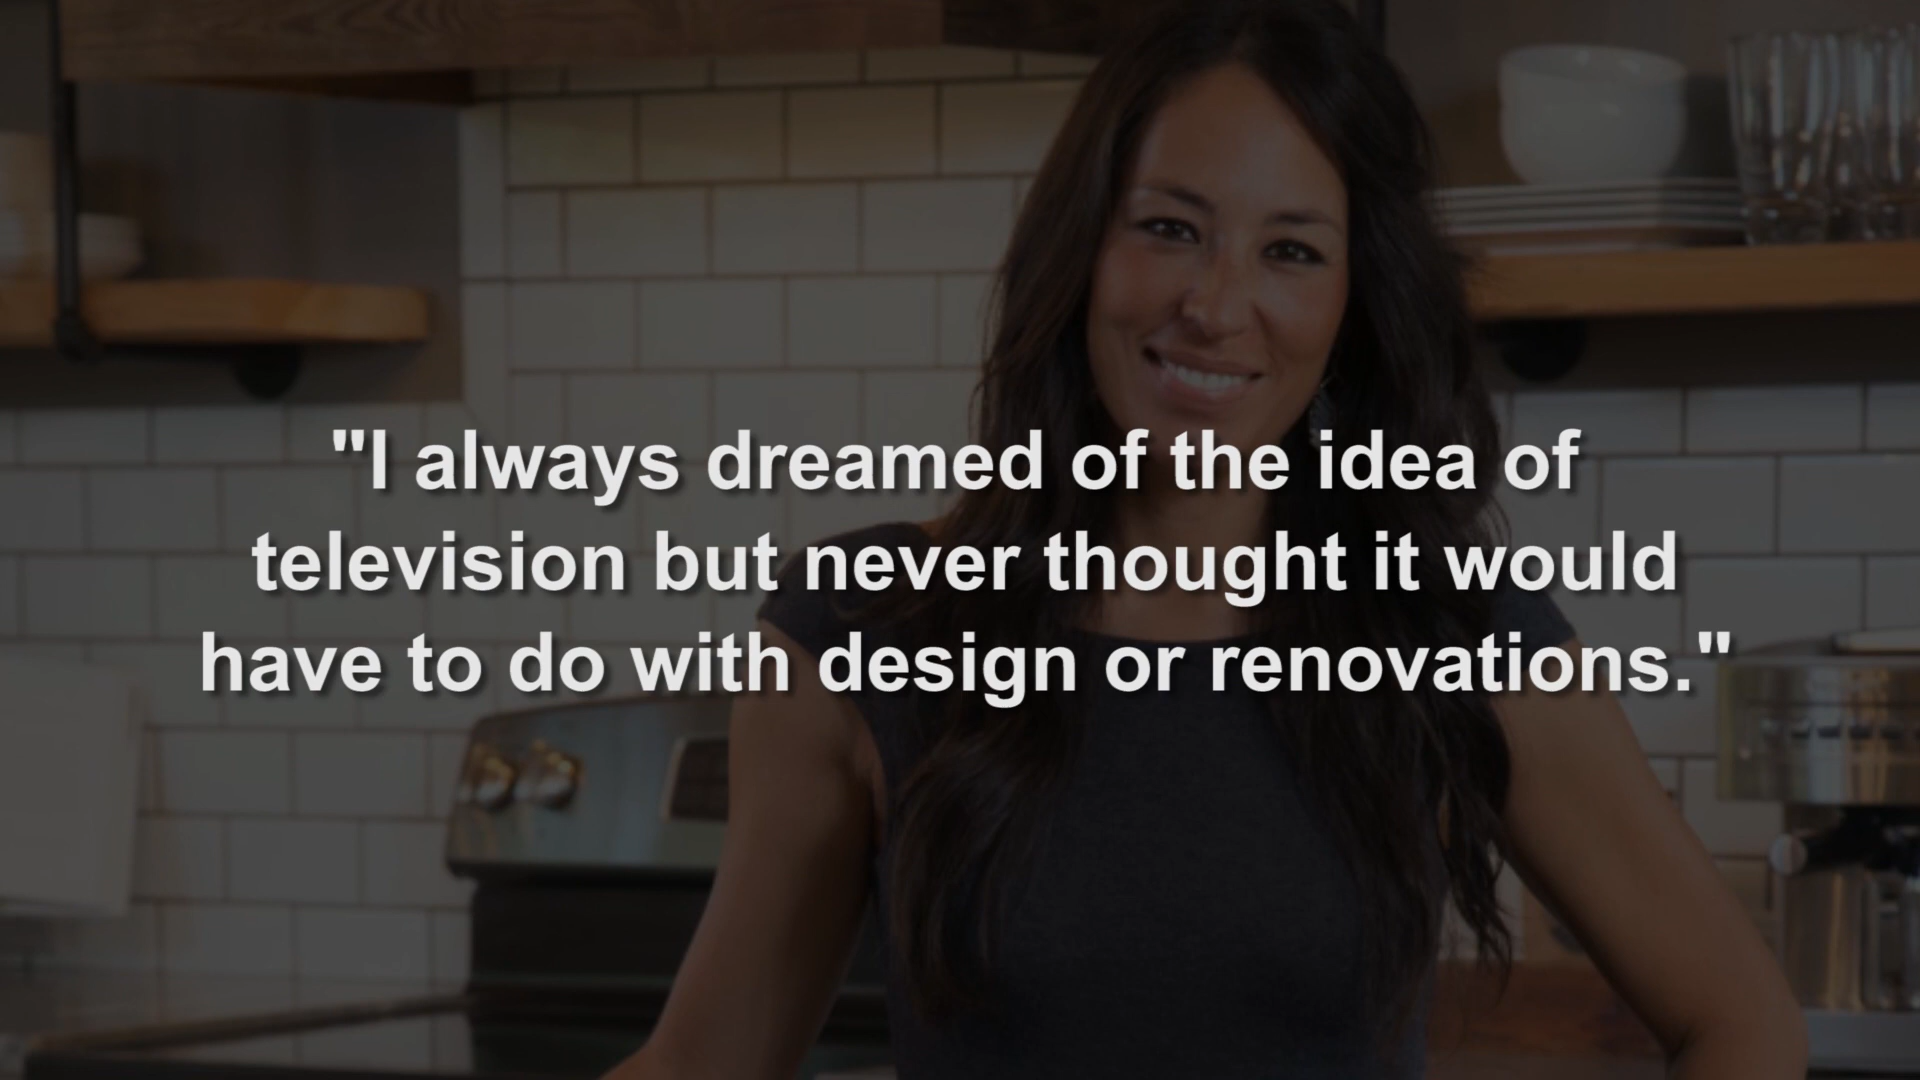 "I always dreamed of the idea of
television but never thought it would
have to do with design or renovations."